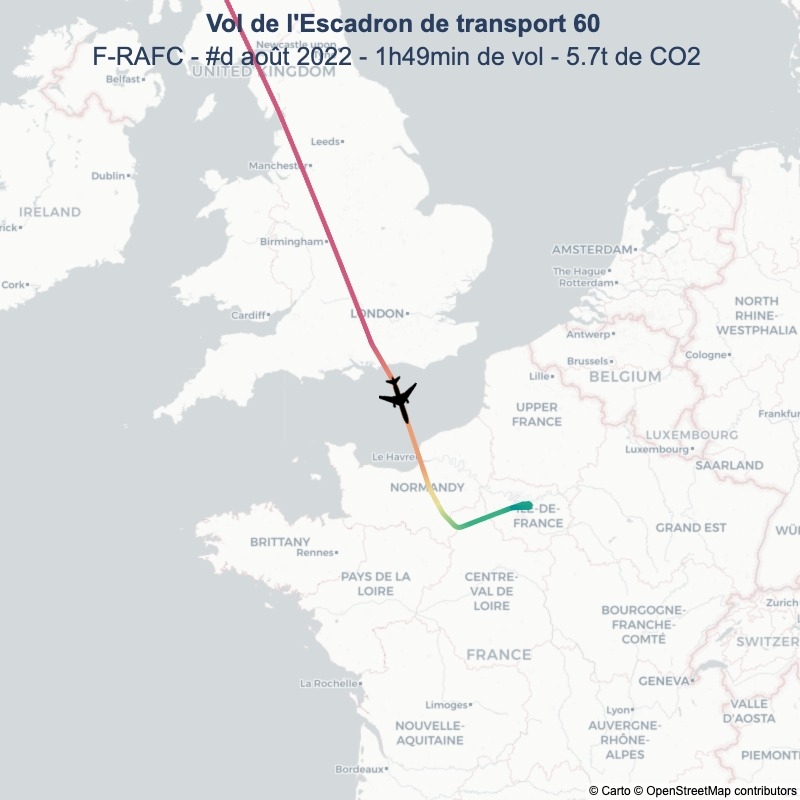 Vol de l'Escadron de transport 60
F-RAFC - #d août 2022 - 1h49min de vol - 5.7t de CO2
Newcastle upon
UNITED KINGDOM
Belfast
Leeds
Manchester
Dublin
IRELAND
rick
Birmingham
AMSTERDAM
The Hague
Rotterdam
Cork
Cardiff
LONDON
NORTH
RHINE-
WESTPHALIA
Antwerp
Cologne
Brussels
Lille
BELGIUM
UPPER
FRANCE
Frankfur
LUXEMBOURG
Luxembourg
Le Havre
SAARLAND
NORMANDY
ÎLE-DE-
FRANCE
GRAND EST
WÜ
BRITTANY
Rennes
PAYS DE LA
LOIRE
CENTRE-
VAL DE
LOIRE
Zurich
BOURGOGNE-
FRANCHE-
COMTÉ
SWITZER
FRANCE
La Rochelle
GENEVA
Limoges
Lyon
VALLE
D'AOSTA
NOUVELLE-
AQUITAINE
AUVERGNE-
RHÔNE-
ALPES
PIEMONT
Bordeaux
© Carto © OpenStreetMap contributors